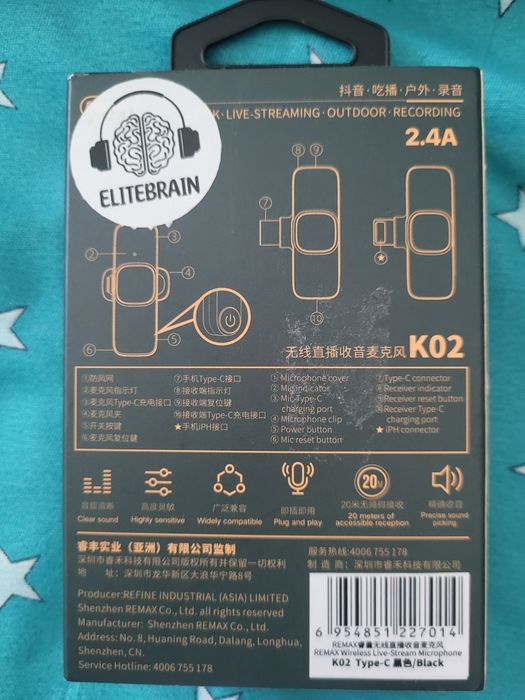 抖音·吃播·户外·录音
K·LIVE-STREAMING·OUTDOOR·RECORDING
ELITEBRAIN
2.4A
⑧ ⑨
⑦
③
②
④
★
⑤
⑥
⑩
无线直播收音麦克风 K02
①防风网
②麦克风指示灯
③麦克风Type-C充电接口
④麦克风夹
⑤开关按键
⑥麦克风复位键
⑦手机Type-C接口
⑧接收端指示灯
⑨接收端复位键
⑩接收端Type-C充电接口
★手机iPH接口
① Microphone cover
② Mic indicator
③ Mic Type-C
charging port
④ Microphone clip
⑤ Power button
⑥ Mic reset button
⑦ Type-C connector
⑧ Receiver indicator
⑨ Receiver reset button
⑩ Receiver Type-C
charging port
★ iPH connector
20M
音质清晰
Clear sound
高度灵敏
Highly sensitive
广泛兼容
Widely compatible
即插即用
Plug and play
20米无障碍接收
20 meters of
accessible reception
精确收音
Precise sound
picking
睿丰实业（亚洲）有限公司监制
深圳市睿禾科技有限公司所有并保留一切权利
地 址：深圳市龙华新区大浪华宁路8号
服务热线:4006 755 178
制 造 商：深圳市睿禾科技有限公司
Producer:REFINE INDUSTRIAL (ASIA) LIMITED
Shenzhen REMAX Co., Ltd. all rights reserved
Manufacturer: Shenzhen REMAX Co., Ltd.
Address: No. 8, Huaning Road, Dalang, Longhua,
Shenzhen, CN.
Service Hotline: 4006 755 178
6 954851 227014
REMAX睿量无线直播收音麦克风
REMAX Wireless Live-Stream Microphone
K02 Type-C 黑色/Black